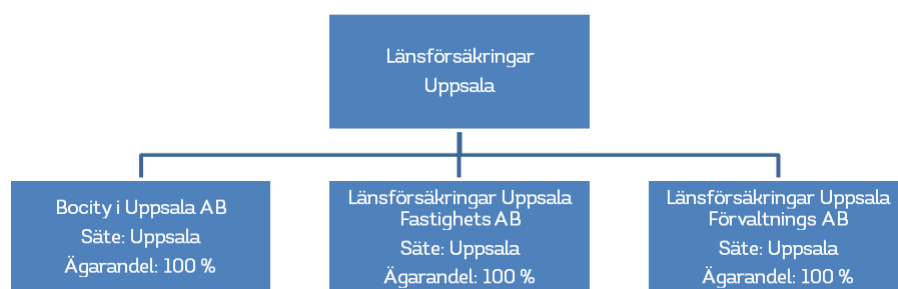 Länsförsäkringar
Uppsala
Bocity i Uppsala AB
Säte: Uppsala
Ägarandel: 100 %
Länsförsäkringar Uppsala
Fastighets AB
Säte: Uppsala
Ägarandel: 100 %
Länsförsäkringar Uppsala
Förvaltnings AB
Säte: Uppsala
Ägarandel: 100 %